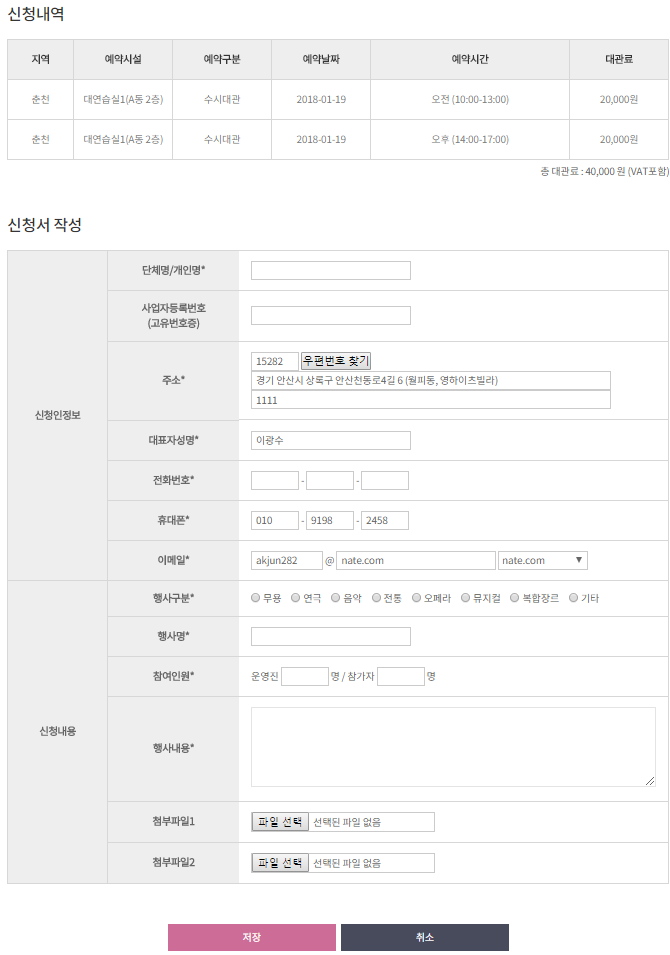 신청내역
지역 예약시설 예약구분 예약날짜 예약시간 대관료
춘천 대연습실1(A동 2층) 수시대관 2018-01-19 오전 (10:00-13:00) 20,000원
춘천 대연습실1(A동 2층) 수시대관 2018-01-19 오후 (14:00-17:00) 20,000원
총 대관료 : 40,000 원 (VAT포함)
신청서 작성
신청인정보
단체명/개인명*
사업자등록번호
(고유번호증)
주소*
15282 우편번호 찾기
경기 안산시 상록구 안산천동로4길 6 (월피동, 영하이츠빌라)
1111
대표자성명* 이광수
전화번호* - -
휴대폰* 010 - 9198 - 2458
이메일* akjun282 @ nate.com nate.com
신청내용
행사구분* 무용 연극 음악 전통 오페라 뮤지컬 복합장르 기타
행사명*
참여인원* 운영진 명 / 참가자 명
행사내용*
첨부파일1 파일 선택 선택된 파일 없음
첨부파일2 파일 선택 선택된 파일 없음
저장 취소